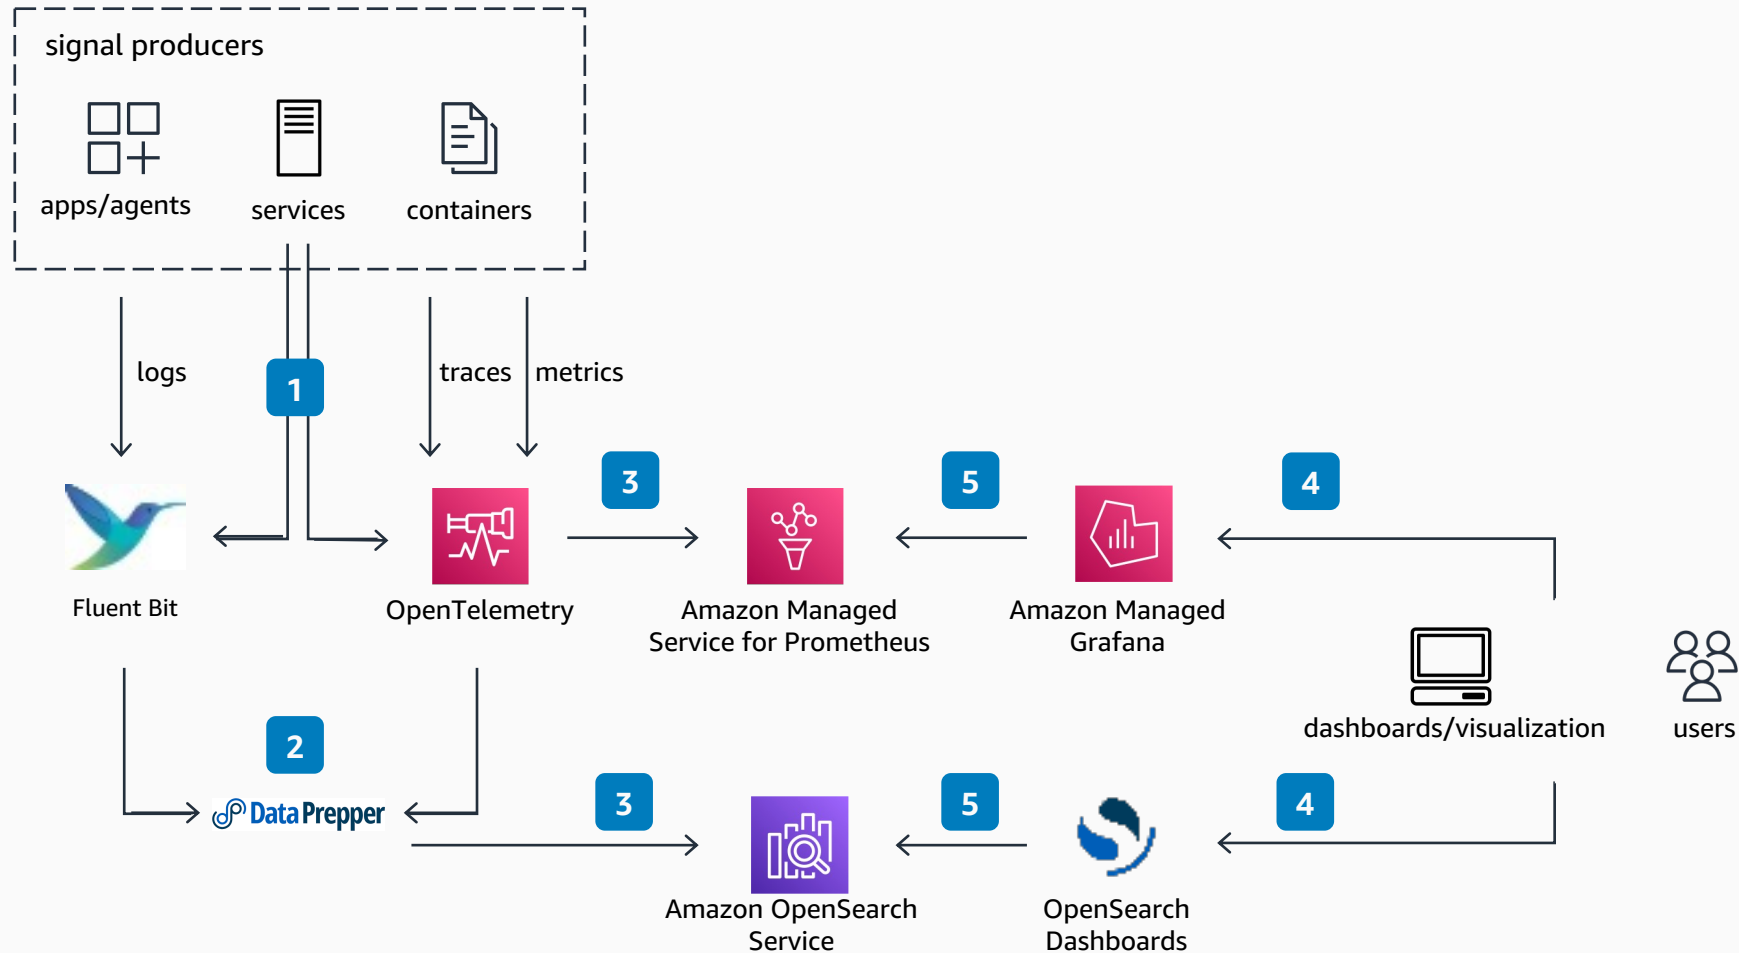 signal producers
apps/agents
services
containers
logs
1
traces
metrics
3
5
4
Fluent Bit
OpenTelemetry
Amazon Managed
Service for Prometheus
Amazon Managed
Grafana
dashboards/visualization
users
2
Data Prepper
3
5
4
Amazon OpenSearch
Service
OpenSearch
Dashboards